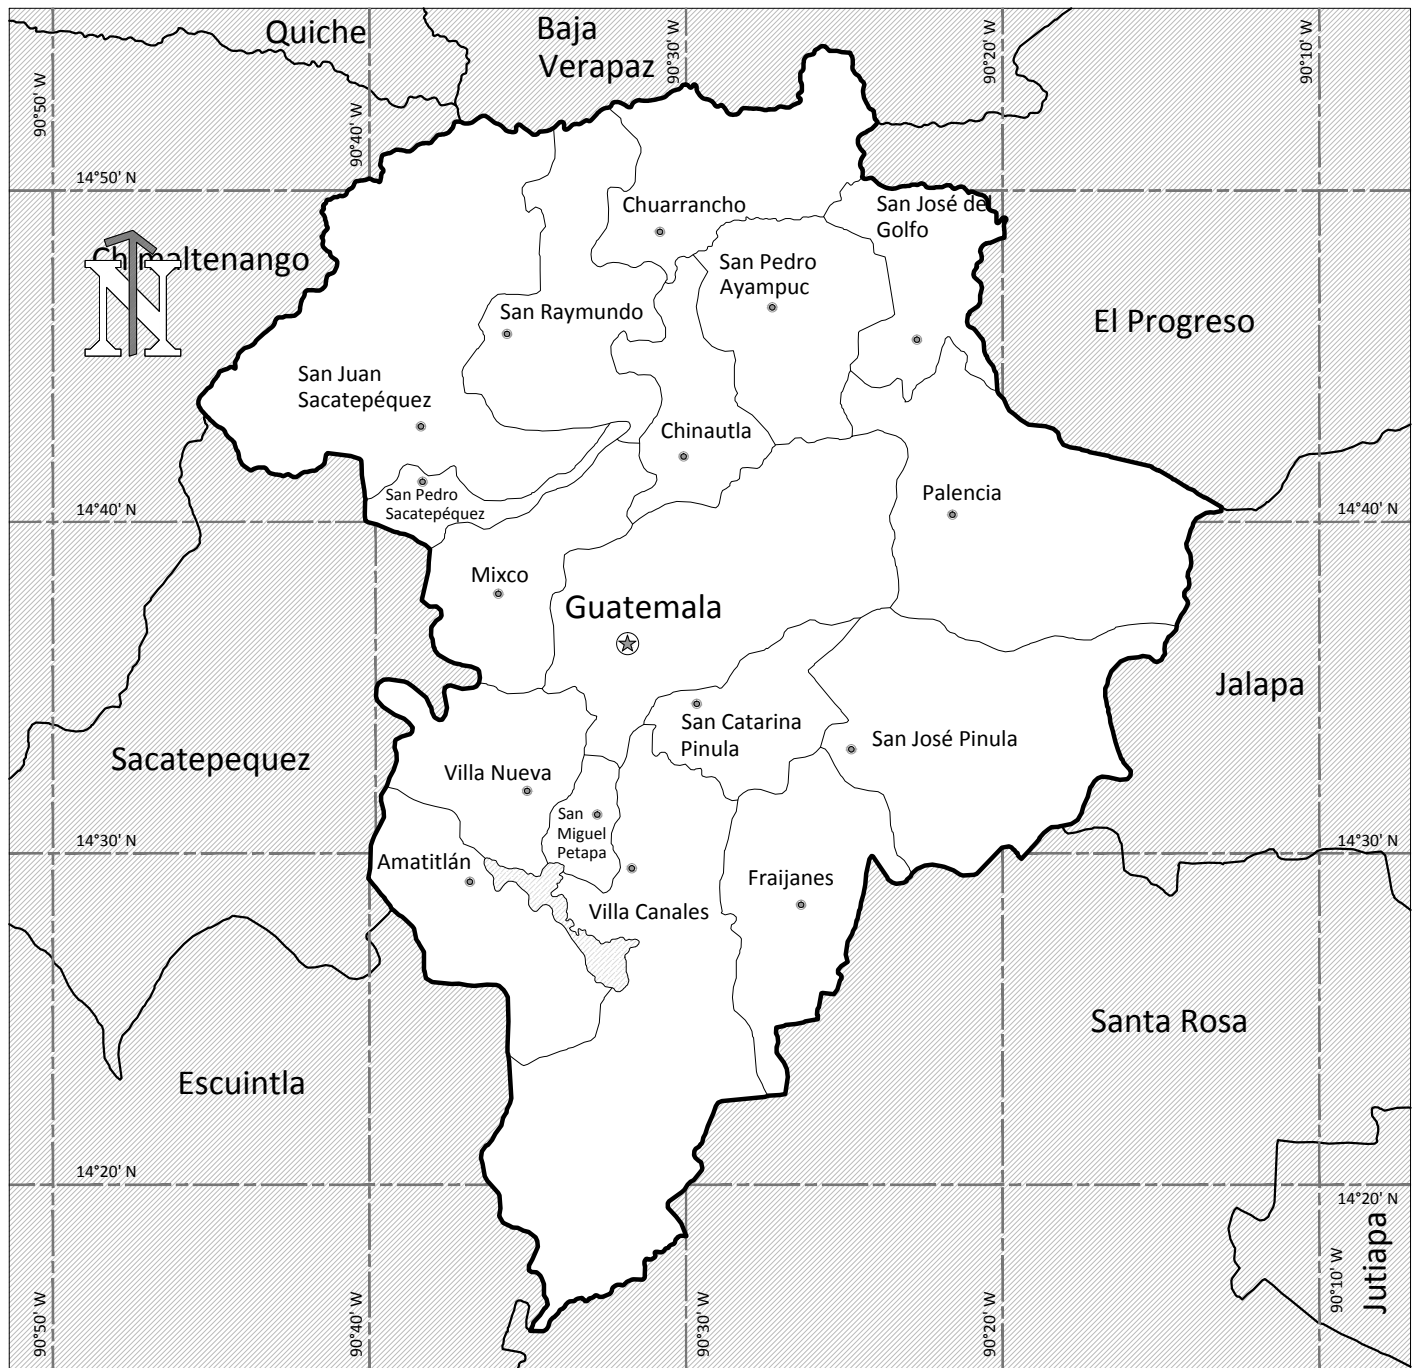 Quiche
Baja
Verapaz
90°50' W
90°40' W
90°30' W
90°20' W
90°10' W
14°50' N
14°50' N
Chuarrancho
San José del
Golfo
Chimaltenango
N
San Pedro
Ayampuc
San Raymundo
El Progreso
San Juan
Sacatepéquez
Chinautla
San Pedro
Sacatepéquez
Palencia
14°40' N
14°40' N
Mixco
Guatemala
Jalapa
San Catarina
Pinula
San José Pinula
Sacatepequez
Villa Nueva
San
Miguel
Petapa
14°30' N
14°30' N
Amatitlán
Fraijanes
Villa Canales
Santa Rosa
Escuintla
14°20' N
14°20' N
Jutiapa
90°50' W
90°40' W
90°30' W
90°20' W
90°10' W